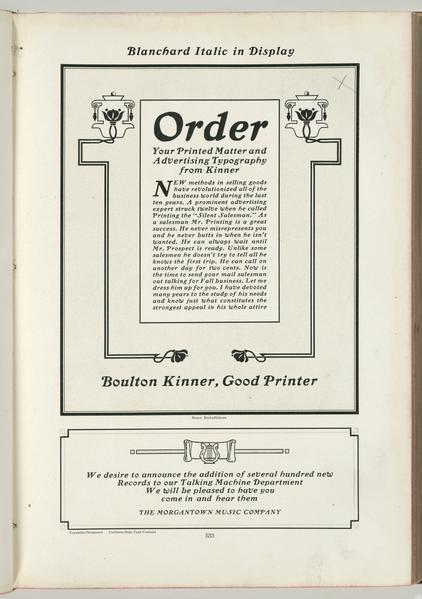 Blanchard Italic in Display
Order
Your Printed Matter and
Advertising Typography
from Kinner
NEW methods in selling goods
have revolutionized all of the
business world during the last
ten years. A prominent advertising
expert struck twelve when he called
Printing the "Silent Salesman." As
a salesman Mr. Printing is a great
success. He never misrepresents you
and he never butts in when he isn't
wanted. He can always wait until
Mr. Prospect is ready. Unlike some
salesmen he doesn't try to tell all he
knows the first trip. He can call on
another day for two cents. Now is
the time to send your mail salesman
out talking for Fall business. Let me
dress him up for you. I have devoted
many years to the study of his needs
and know just what constitutes the
strongest appeal in his whole attire
Boulton Kinner, Good Printer
We desire to announce the addition of several hundred new
Records to our Talking Machine Department
We will be pleased to have you
come in and hear them
THE MORGANTOWN MUSIC COMPANY
533